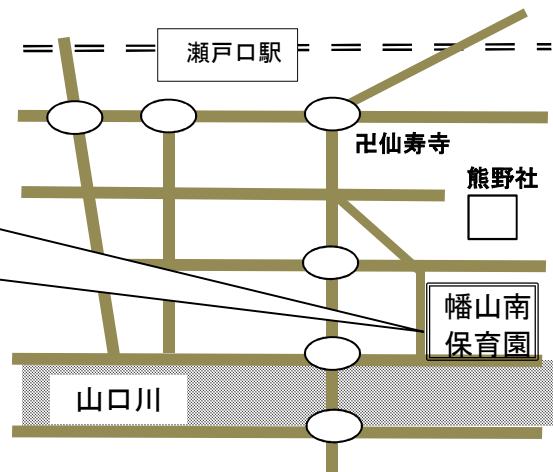 瀬戸口駅
卍仙寿寺
熊野社
幡山南
保育園
山口川